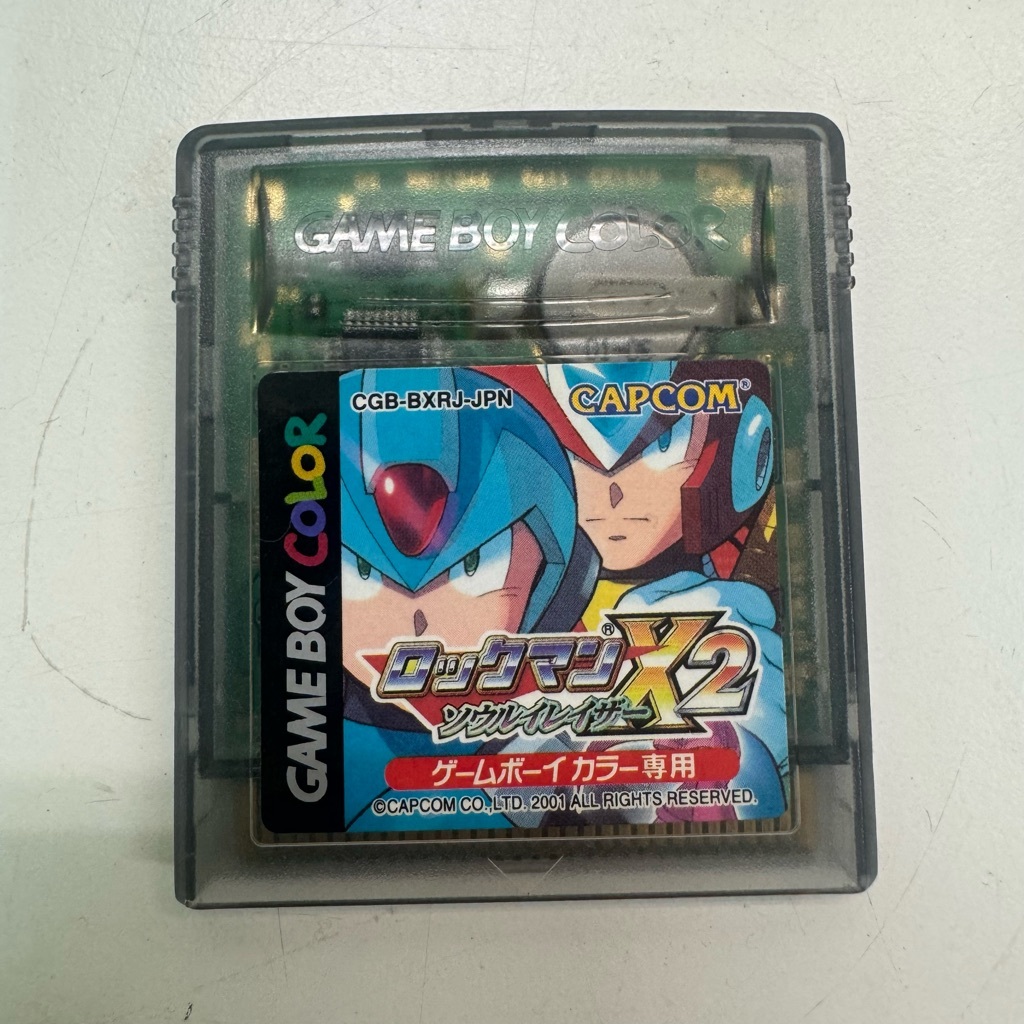 GAME BOY COLOR
GAME BOY COLOR
CGB-BXRJ-JPN
CAPCOM®
ロックマン®X2
ソウルイレイザー
ゲームボーイ カラー専用
©CAPCOM CO.,LTD. 2001 ALL RIGHTS RESERVED.